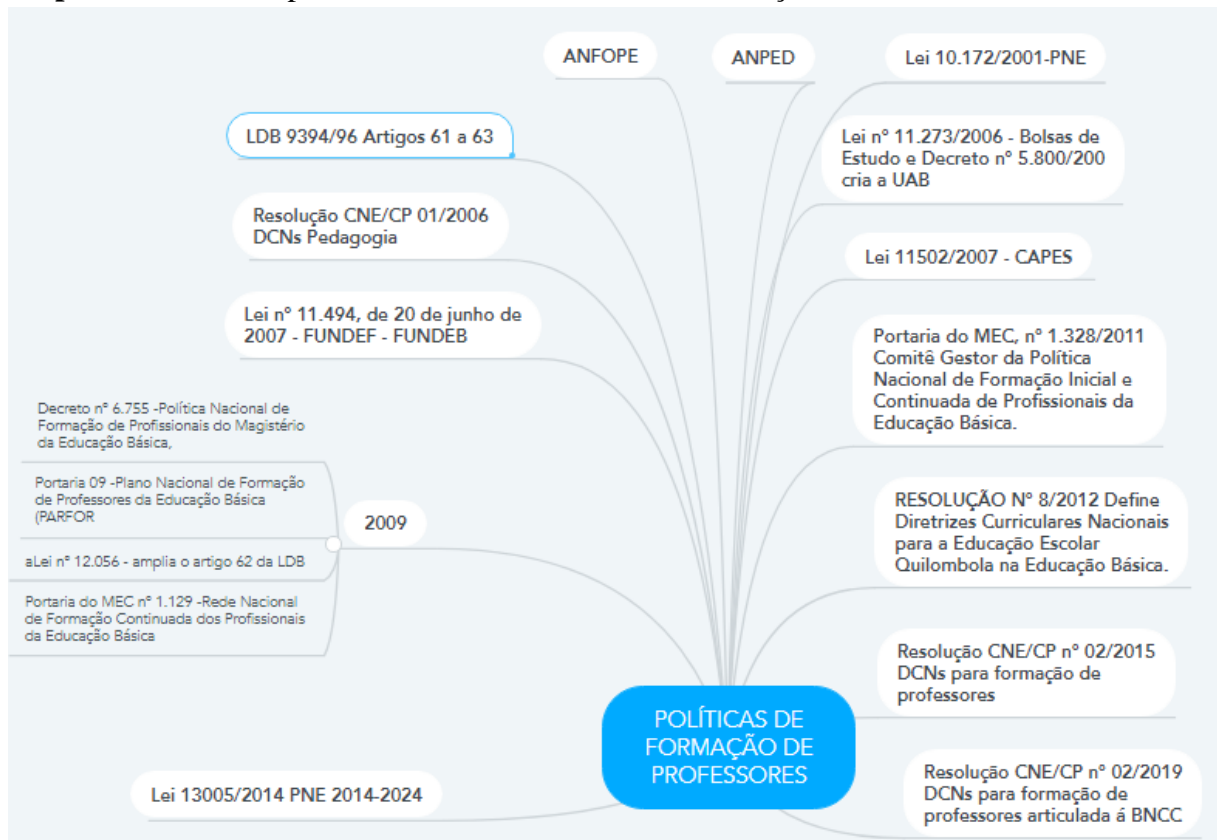 ANFOPE
ANPED
Lei 10.172/2001-PNE
LDB 9394/96 Artigos 61 a 63
Lei nº 11.273/2006 - Bolsas de
Estudo e Decreto nº 5.800/200
cria a UAB
Resolução CNE/CP 01/2006
DCNs Pedagogia
Lei 11502/2007 - CAPES
Lei nº 11.494, de 20 de junho de
2007 - FUNDEF - FUNDEB
Portaria do MEC, nº 1.328/2011
Comitê Gestor da Política
Nacional de Formação Inicial e
Continuada de Profissionais da
Educação Básica.
Decreto nº 6.755 -Política Nacional de
Formação de Profissionais do Magistério
da Educação Básica,
Portaria 09 -Plano Nacional de Formação
de Professores da Educação Básica
(PARFOR
2009
aLei nº 12.056 - amplia o artigo 62 da LDB
Portaria do MEC nº 1.129 -Rede Nacional
de Formação Continuada dos Profissionais
da Educação Básica
RESOLUÇÃO Nº 8/2012 Define
Diretrizes Curriculares Nacionais
para a Educação Escolar
Quilombola na Educação Básica.
Resolução CNE/CP nº 02/2015
DCNs para formação de
professores
POLÍTICAS DE
FORMAÇÃO DE
PROFESSORES
Lei 13005/2014 PNE 2014-2024
Resolução CNE/CP nº 02/2019
DCNs para formação de
professores articulada á BNCC